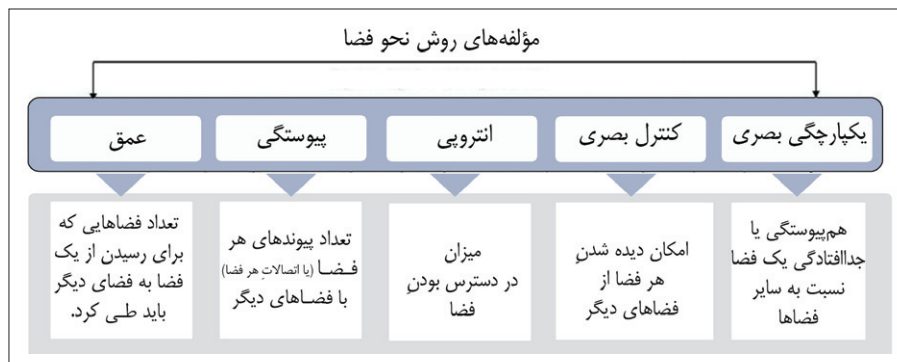 مؤلفه‌های روش نحو فضا
یکپارچگی بصری
کنترل بصری
انتروپی
پیوستگی
عمق
هم‌پیوستگی یا
جداافتادگی یک فضا
نسبت به سایر
فضاها
امکان دیده شدنِ
هر فضا از
فضاهای دیگر
میزان
در دسترس بودنِ
فضا
تعداد پیوندهای هر
فضا (یا اتصالاتِ هر فضا)
با فضاهای دیگر
تعداد فضاهایی که
برای رسیدن از یک
فضا به فضای دیگر
باید طی کرد.